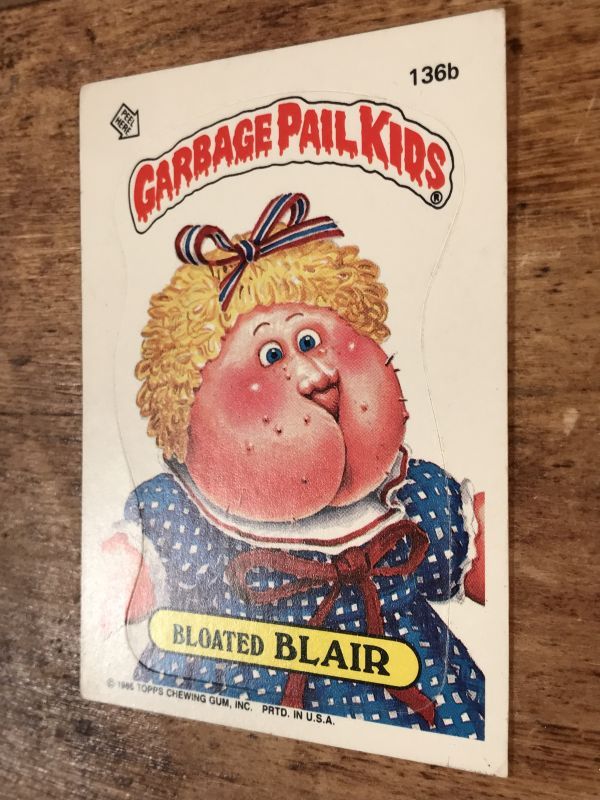 136b
PEEL
HERE
GARBAGE PAIL KIDS
®
BLOATED BLAIR
© 1986 TOPPS CHEWING GUM, INC. PRTD. IN U.S.A.